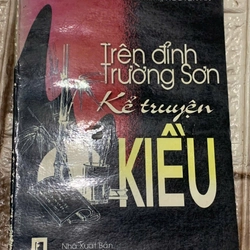 Trên đỉnh
Trường Sơn
Kể truyện
KIỀU
Nhà Xuất Bản